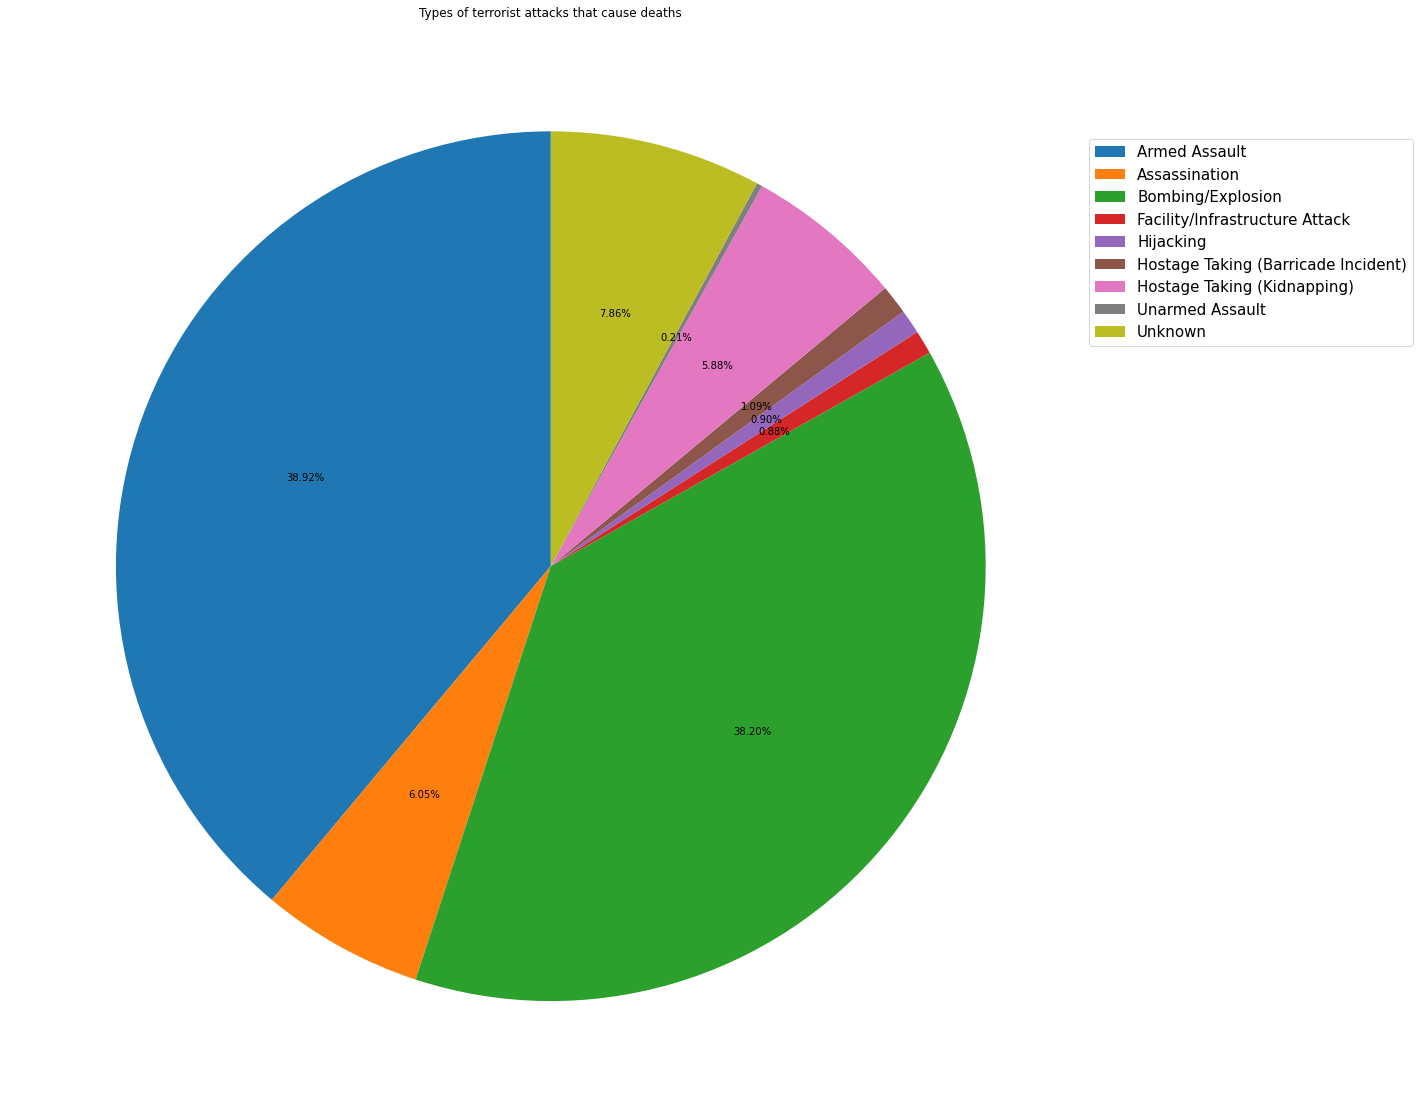 Types of terrorist attacks that cause deaths
Armed Assault
Assassination
Bombing/Explosion
Facility/Infrastructure Attack
Hijacking
Hostage Taking (Barricade Incident)
Hostage Taking (Kidnapping)
Unarmed Assault
Unknown
7.86%
0.21%
5.88%
1.09%
0.90%
0.88%
38.92%
38.20%
6.05%